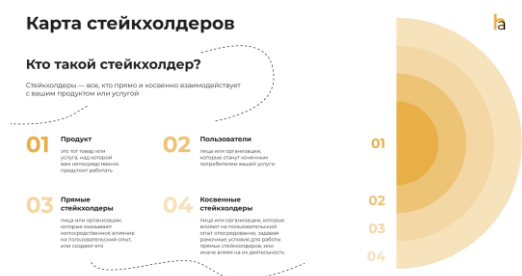 Карта стейкхолдеров
ha
Кто такой стейкхолдер?
Стейкхолдеры — все, кто прямо и косвенно взаимодействует
с вашим продуктом или услугой
01
Продукт
это тот товар или
услуга, над которой
вам непосредственно
предстоит работать
02
Пользователи
лица или организации,
которые станут конечным
потребителем вашей услуги
03
Прямые
стейкхолдеры
лица или организации,
которые оказывают
непосредственное влияние
на пользовательский опыт,
или создают его
04
Косвенные
стейкхолдеры
лица или организации, которые
влияют на пользовательский
опыт опосредованно, задавая
рамочные условия для работы
прямых стейкхолдеров, или
иначе влияя на их деятельность
01
02
03
04